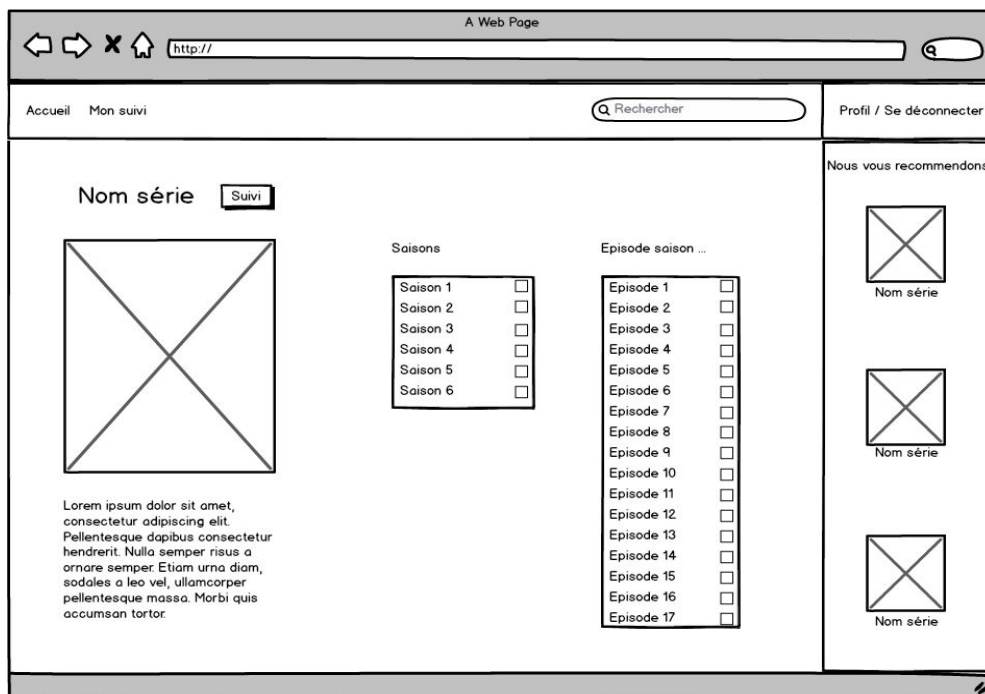 A Web Page
http://
Accueil Mon suivi
Rechercher
Profil / Se déconnecter
Nom série
Suivi
Lorem ipsum dolor sit amet,
consectetur adipiscing elit.
Pellentesque dapibus consectetur
hendrerit. Nulla semper risus a
ornare semper. Etiam urna diam,
sodales a leo vel, ullamcorper
pellentesque massa. Morbi quis
accumsan tortor.
Saisons
Saison 1
Saison 2
Saison 3
Saison 4
Saison 5
Saison 6
Episode saison ...
Episode 1
Episode 2
Episode 3
Episode 4
Episode 5
Episode 6
Episode 7
Episode 8
Episode 9
Episode 10
Episode 11
Episode 12
Episode 13
Episode 14
Episode 15
Episode 16
Episode 17
Nous vous recommendons
Nom série
Nom série
Nom série